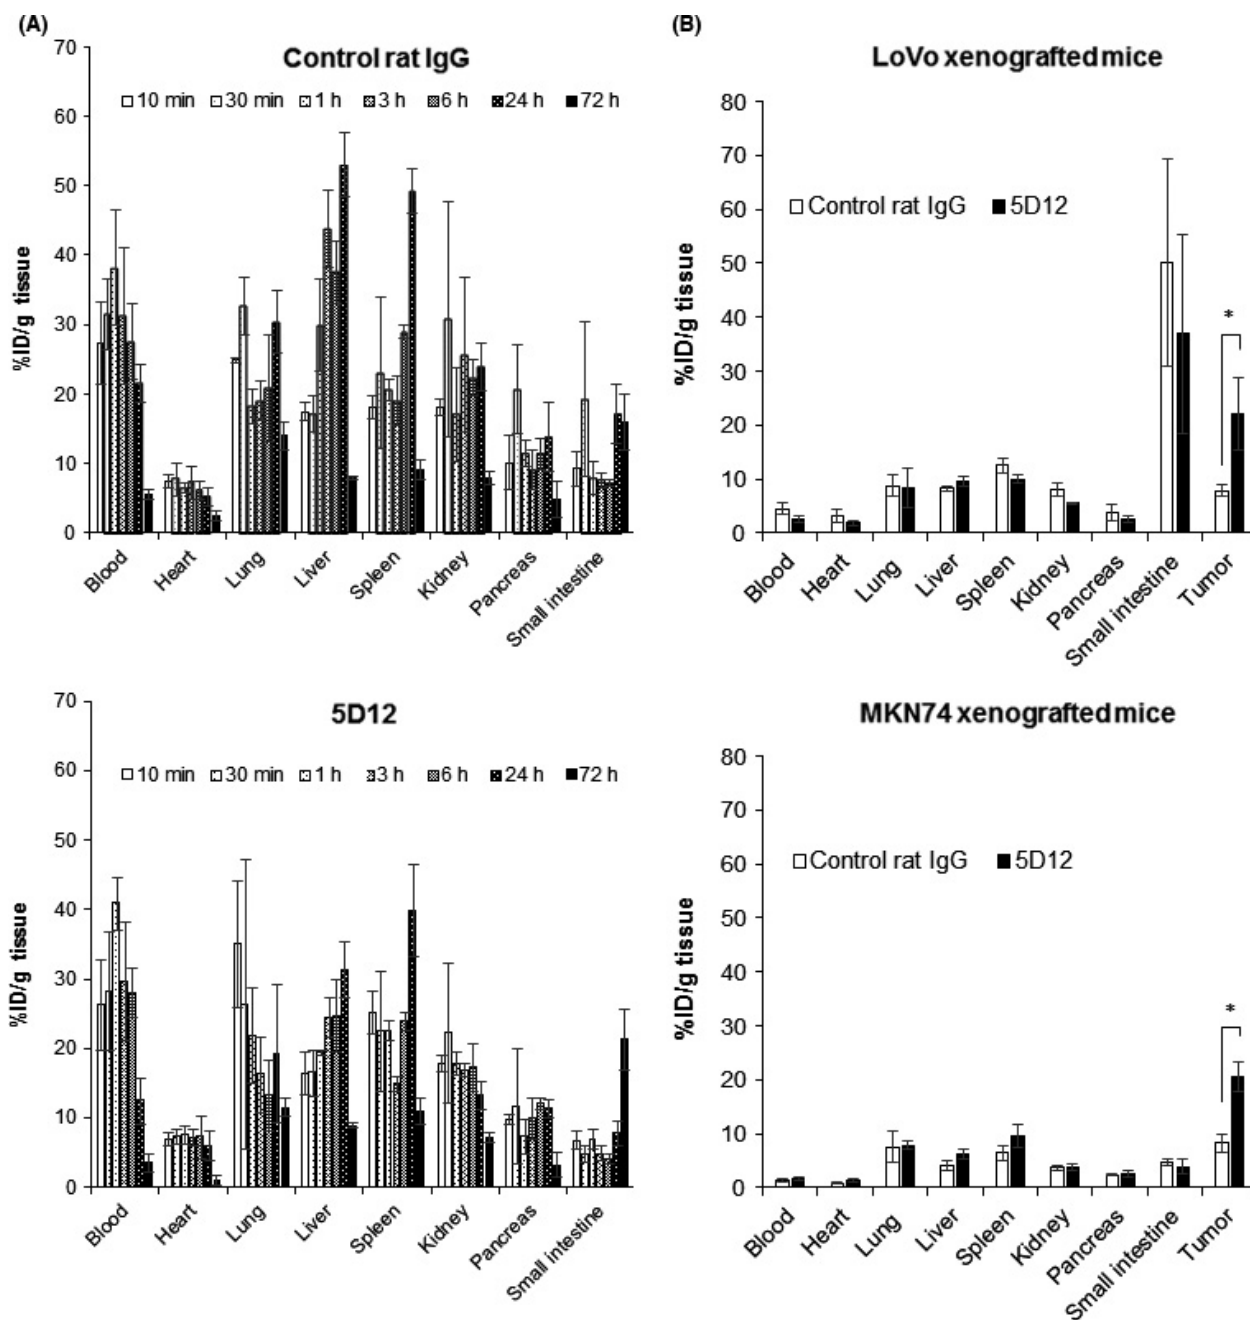 (A)
Control rat IgG
10 min 30 min 1 h 3 h 6 h 24 h 72 h
70
60
50
40
30
20
10
0
%ID/g tissue
Blood
Heart
Lung
Liver
Spleen
Kidney
Pancreas
Small intestine
(B)
LoVo xenografted mice
Control rat IgG 5D12
80
70
60
50
40
30
20
10
0
%ID/g tissue
*
Blood
Heart
Lung
Liver
Spleen
Kidney
Pancreas
Small intestine
Tumor
5D12
10 min 30 min 1 h 3 h 6 h 24 h 72 h
70
60
50
40
30
20
10
0
%ID/g tissue
Blood
Heart
Lung
Liver
Spleen
Kidney
Pancreas
Small intestine
MKN74 xenografted mice
Control rat IgG 5D12
80
70
60
50
40
30
20
10
0
%ID/g tissue
*
Blood
Heart
Lung
Liver
Spleen
Kidney
Pancreas
Small intestine
Tumor